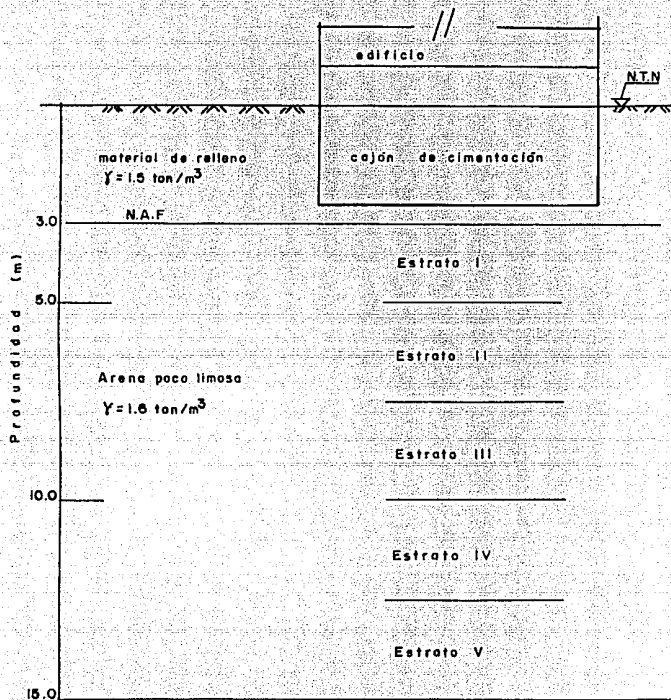 edificio
N.T.N
material de relleno
γ = 1.5 ton/m³
cajón de cimentación
N.A.F
3.0
Estrato I
5.0
Profundidad (m)
Estrato II
Arena poco limosa
γ = 1.6 ton/m³
Estrato III
10.0
Estrato IV
Estrato V
15.0